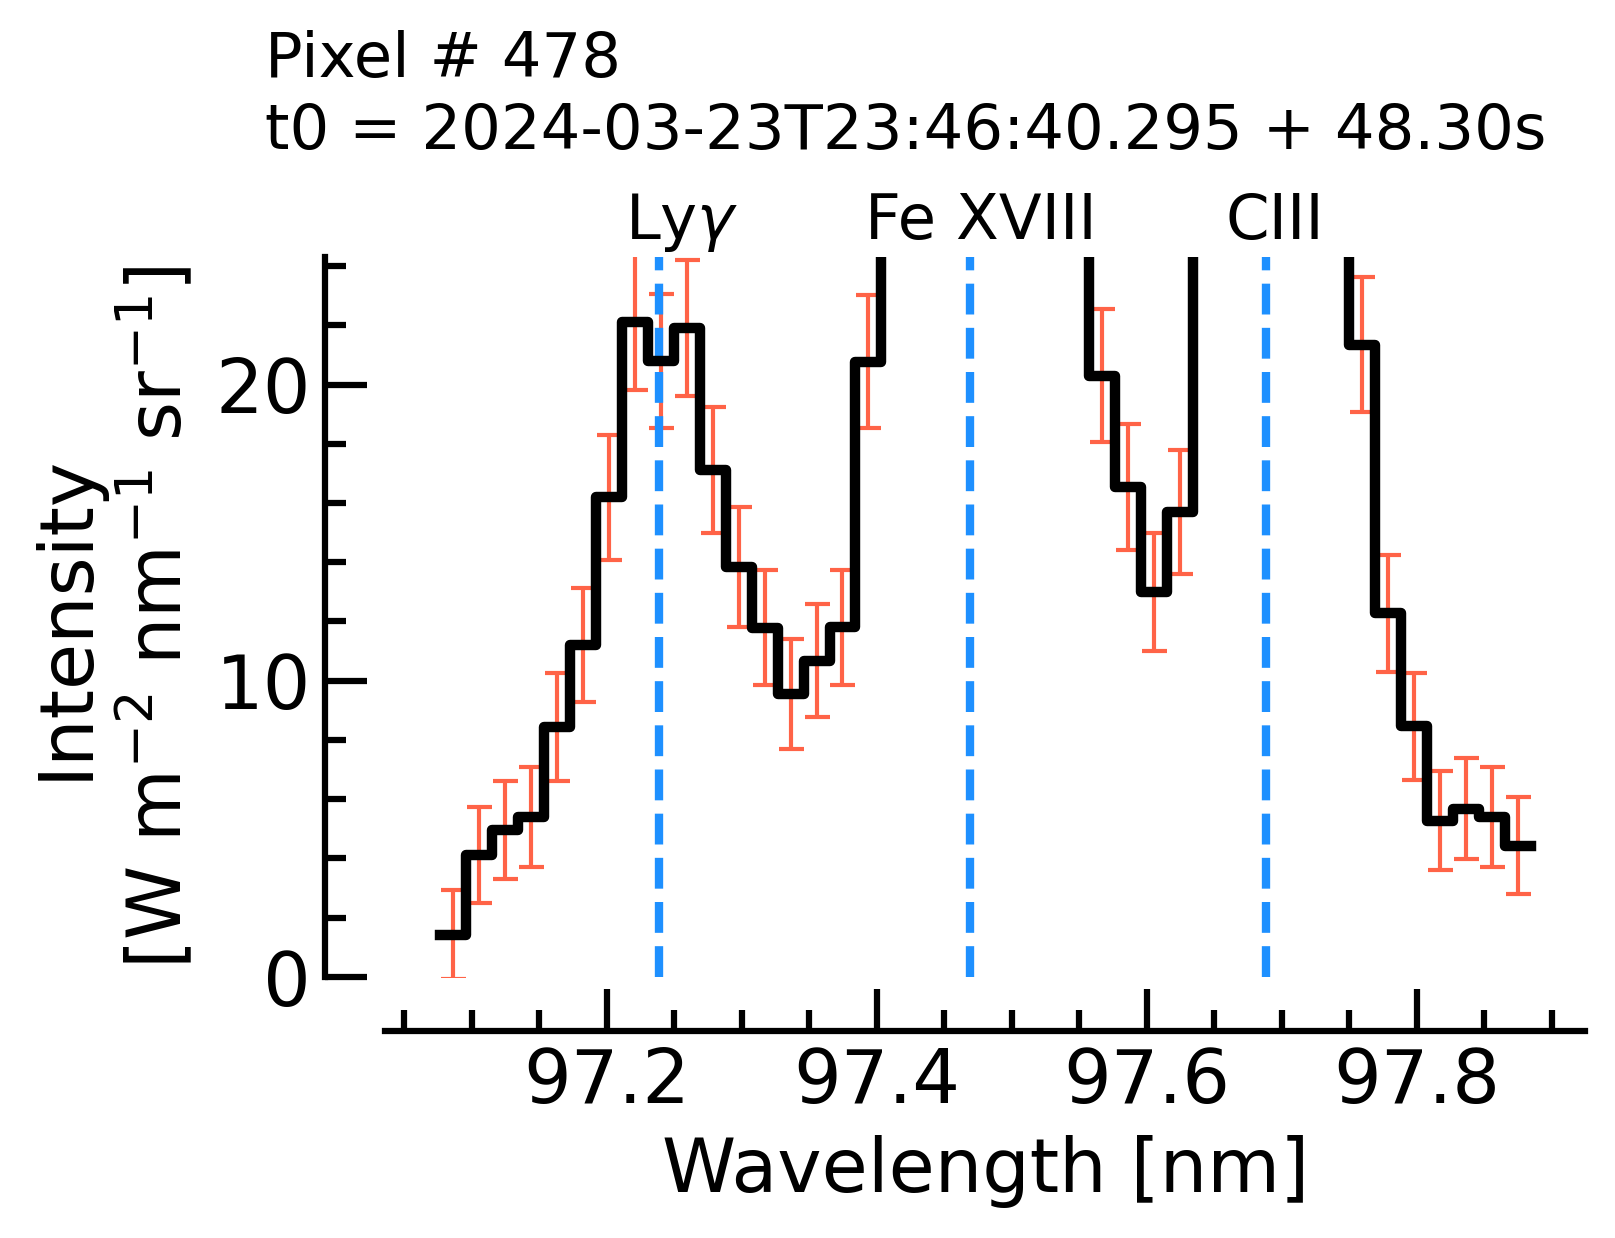 Pixel # 478
t0 = 2024-03-23T23:46:40.295 + 48.30s
Lyγ Fe XVIII CIII
Intensity
[W m⁻² nm⁻¹ sr⁻¹]
20
10
0
97.2 97.4 97.6 97.8
Wavelength [nm]